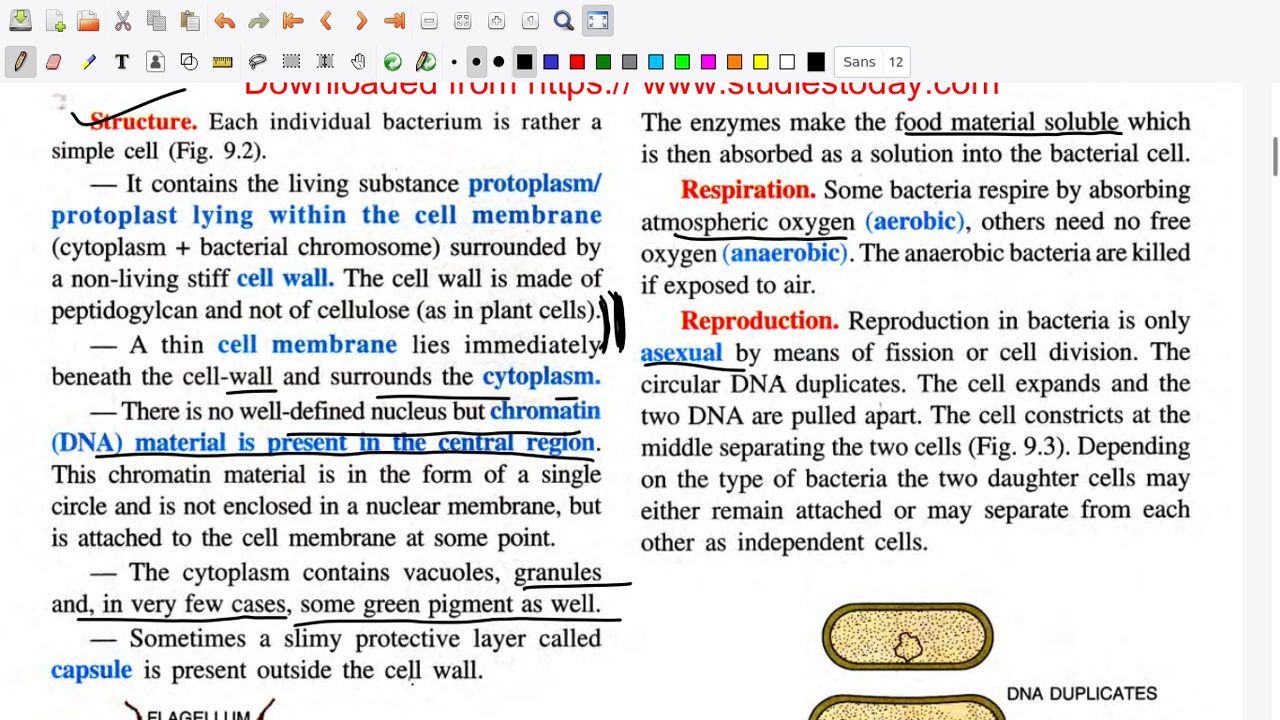 Sans 12
Downloaded from https:// www.studiestoday.com
Structure. Each individual bacterium is rather a
simple cell (Fig. 9.2).
— It contains the living substance protoplasm/
protoplast lying within the cell membrane
(cytoplasm + bacterial chromosome) surrounded by
a non-living stiff cell wall. The cell wall is made of
peptidogylcan and not of cellulose (as in plant cells).
— A thin cell membrane lies immediately
beneath the cell-wall and surrounds the cytoplasm.
— There is no well-defined nucleus but chromatin
(DNA) material is present in the central region.
This chromatin material is in the form of a single
circle and is not enclosed in a nuclear membrane, but
is attached to the cell membrane at some point.
— The cytoplasm contains vacuoles, granules
and, in very few cases, some green pigment as well.
— Sometimes a slimy protective layer called
capsule is present outside the cell wall.
FLAGELLUM
The enzymes make the food material soluble which
is then absorbed as a solution into the bacterial cell.
Respiration. Some bacteria respire by absorbing
atmospheric oxygen (aerobic), others need no free
oxygen (anaerobic). The anaerobic bacteria are killed
if exposed to air.
Reproduction. Reproduction in bacteria is only
asexual by means of fission or cell division. The
circular DNA duplicates. The cell expands and the
two DNA are pulled apart. The cell constricts at the
middle separating the two cells (Fig. 9.3). Depending
on the type of bacteria the two daughter cells may
either remain attached or may separate from each
other as independent cells.
DNA DUPLICATES